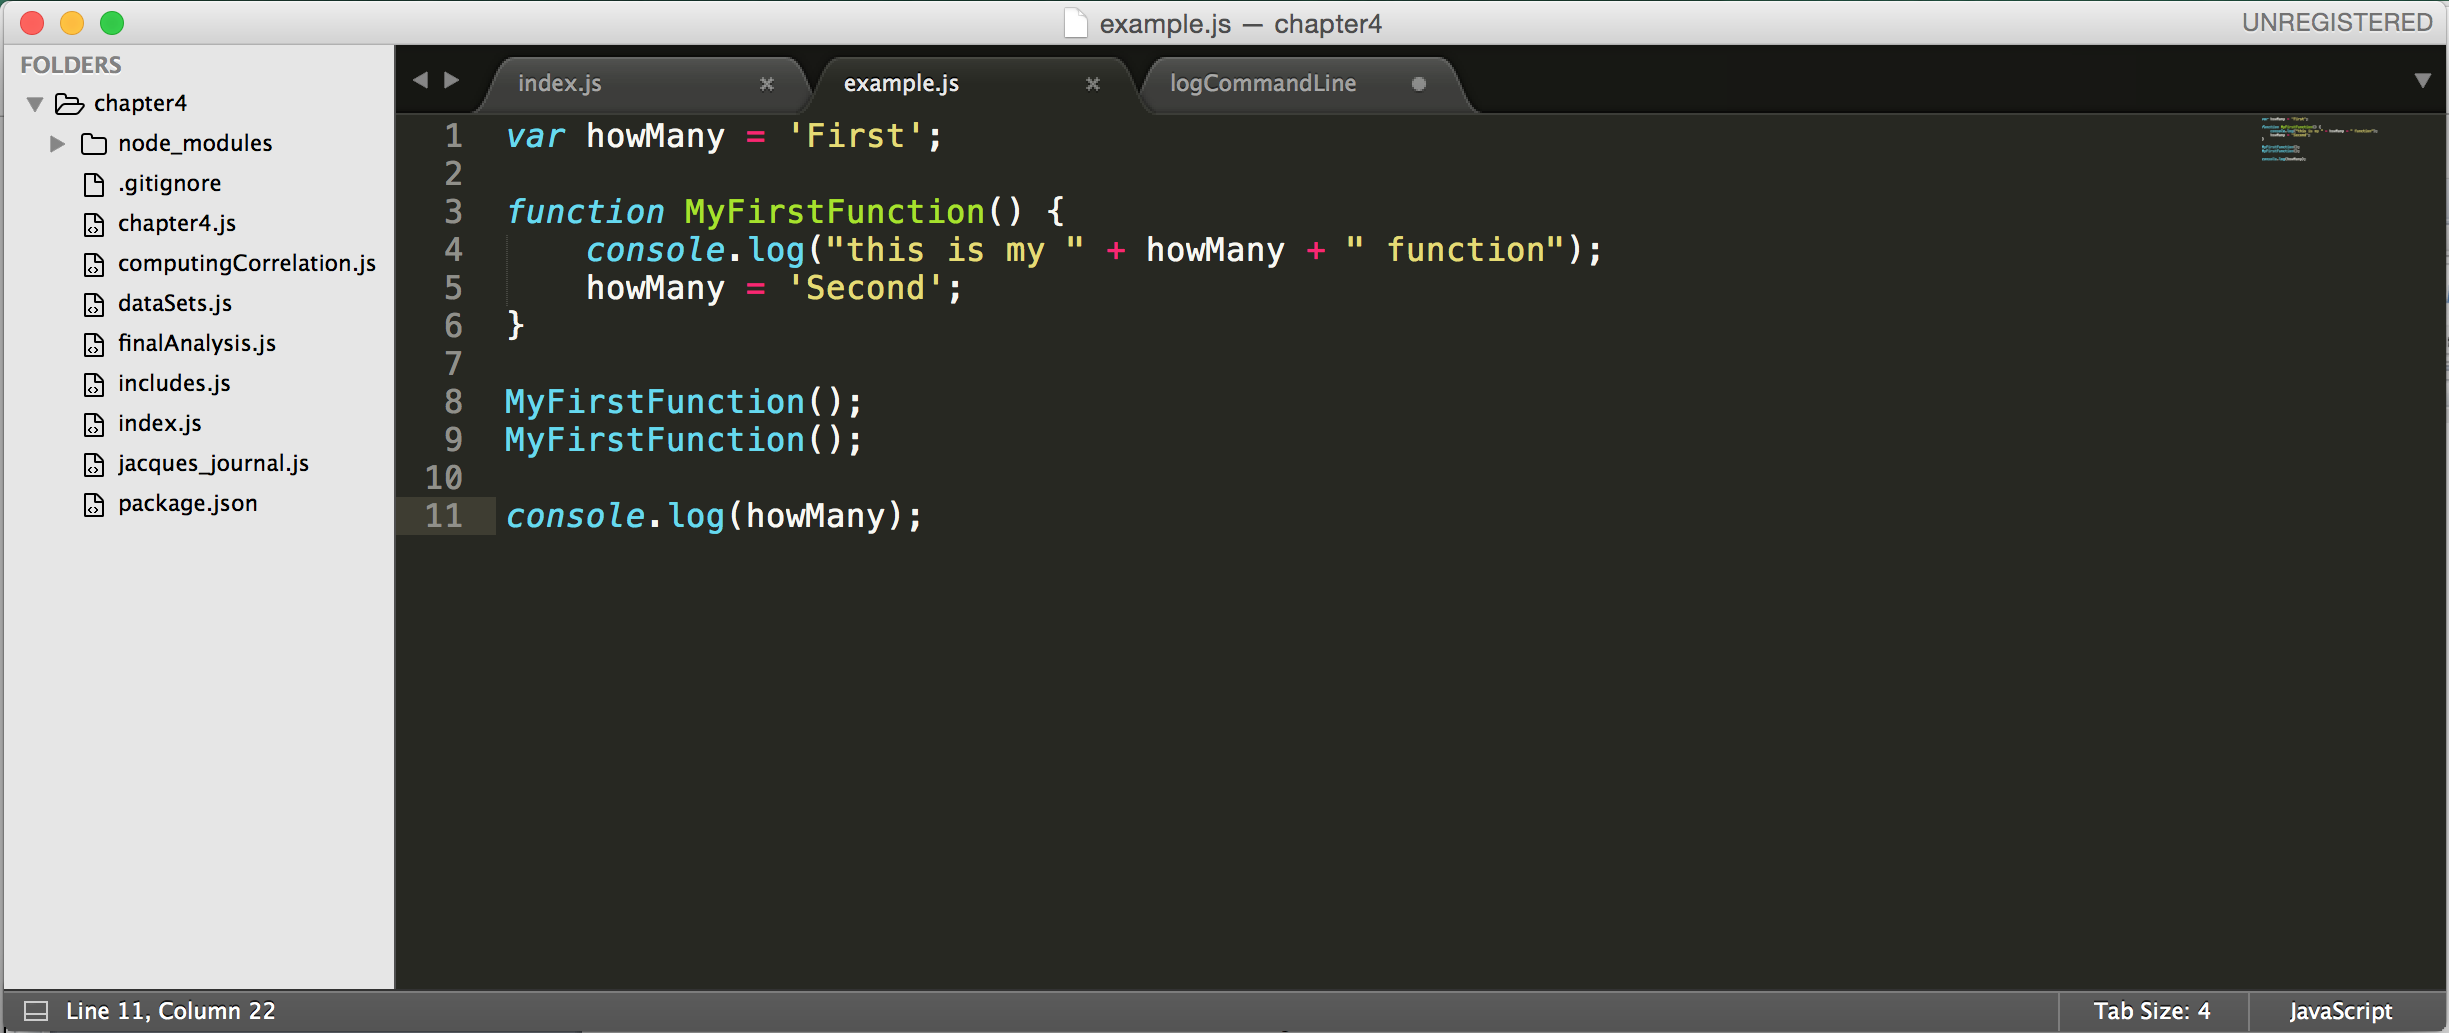 example.js — chapter4
UNREGISTERED
FOLDERS
chapter4
node_modules
.gitignore
chapter4.js
computingCorrelation.js
dataSets.js
finalAnalysis.js
includes.js
index.js
jacques_journal.js
package.json
index.js
example.js
logCommandLine
1 var howMany = 'First';
2
3 function MyFirstFunction() {
4     console.log("this is my " + howMany + " function");
5     howMany = 'Second';
6 }
7
8 MyFirstFunction();
9 MyFirstFunction();
10
11 console.log(howMany);
Line 11, Column 22
Tab Size: 4
JavaScript